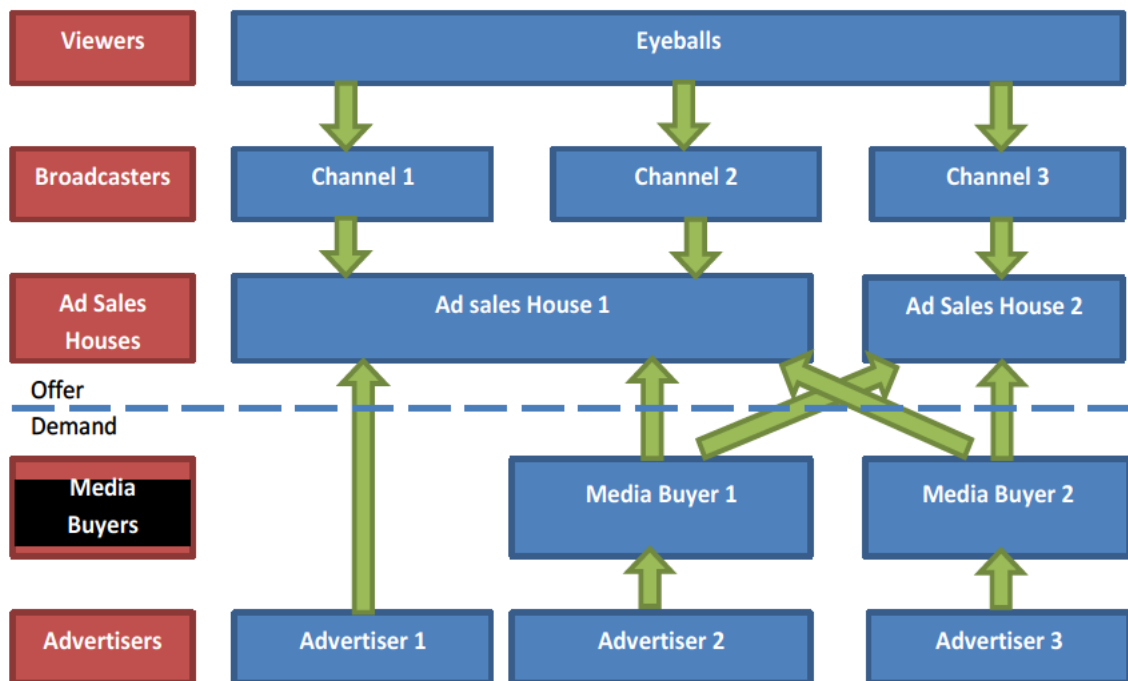 Viewers
Eyeballs
Broadcasters
Channel 1
Channel 2
Channel 3
Ad Sales
Houses
Ad sales House 1
Ad Sales House 2
Offer
Demand
Media
Buyers
Media Buyer 1
Media Buyer 2
Advertisers
Advertiser 1
Advertiser 2
Advertiser 3